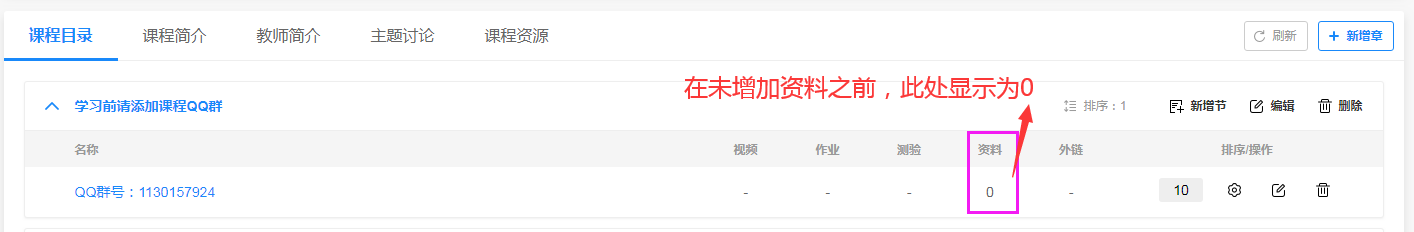 课程目录 课程简介 教师简介 主题讨论 课程资源 刷新 + 新增章
在未增加资料之前，此处显示为0
学习前请添加课程QQ群 排序：1 新增节 编辑 删除
名称 视频 作业 测验 资料 外链 排序/操作
QQ群号：1130157924 - - - 0 - 10